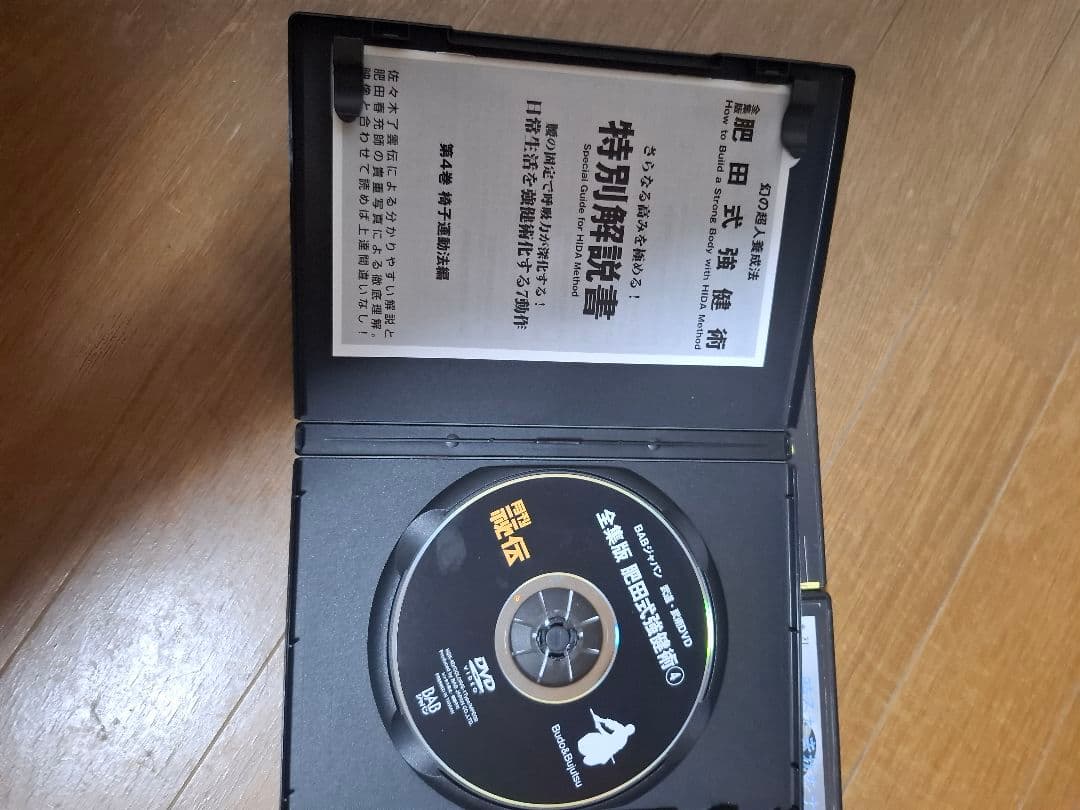 幻の超人養成法
全集版 肥田式強健術
How to Build a Strong Body with HIDA Method
さらなる高みを極める！
特別解説書
Special Guide for HIDA Method
腰の固定で呼吸力が深化する！
日常生活を強健術化する7動作
第4巻 椅子運動法編
佐々木了雲伝による分かりやすい解説と
肥田春充師の貴重写真による徹底理解。
映像と合わせて読めば上達間違いなし！
BABジャパン 武道・武術DVD
全集版 肥田式強健術④
月刊
秘伝
DVD
VIDEO
BAB
Budo&Bujutsu